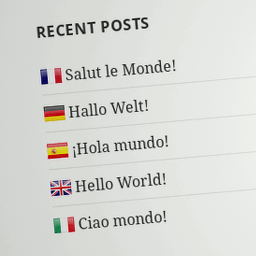 RECENT POSTS
Salut le Monde!
Hallo Welt!
¡Hola mundo!
Hello World!
Ciao mondo!